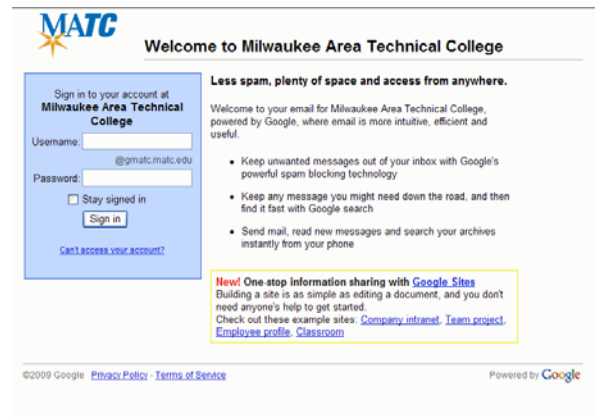 MATC
Welcome to Milwaukee Area Technical College
Sign in to your account at
Milwaukee Area Technical
College
Username:
@gmatc.matc.edu
Password:
Stay signed in
Sign in
Can't access your account?
Less spam, plenty of space and access from anywhere.
Welcome to your email for Milwaukee Area Technical College,
powered by Google, where email is more intuitive, efficient and
useful.
• Keep unwanted messages out of your inbox with Google's
powerful spam blocking technology
• Keep any message you might need down the road, and then
find it fast with Google search
• Send mail, read new messages and search your archives
instantly from your phone
New! One-stop information sharing with Google Sites
Building a site is as simple as editing a document, and you don't
need anyone's help to get started.
Check out these example sites: Company intranet, Team project,
Employee profile, Classroom
©2009 Google Privacy Policy - Terms of Service
Powered by Google